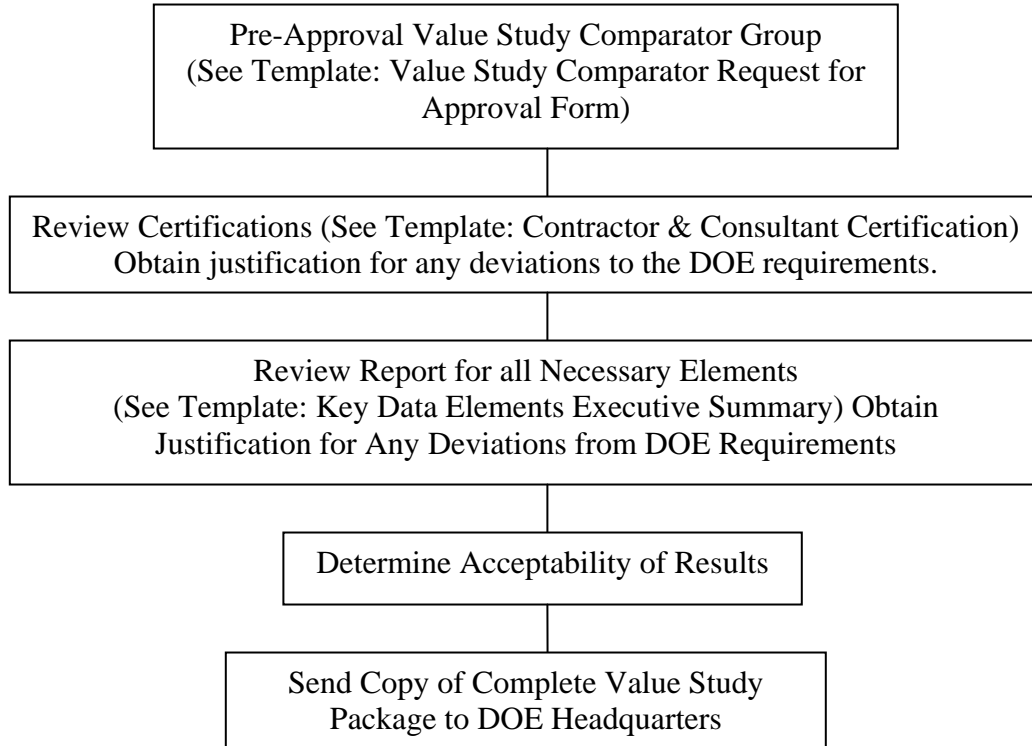 Pre-Approval Value Study Comparator Group
(See Template: Value Study Comparator Request for
Approval Form)
Review Certifications (See Template: Contractor & Consultant Certification)
Obtain justification for any deviations to the DOE requirements.
Review Report for all Necessary Elements
(See Template: Key Data Elements Executive Summary) Obtain
Justification for Any Deviations from DOE Requirements
Determine Acceptability of Results
Send Copy of Complete Value Study
Package to DOE Headquarters